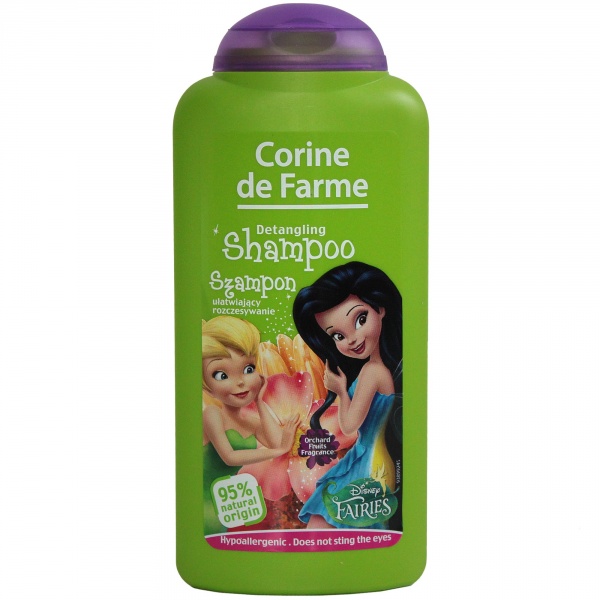 Corine
de Farme
Detangling
Shampoo
Szampon
ułatwiający
rozczesywanie
Orchard
Fruits
Fragrance
95%
natural
origin
Disney
FAIRIES
Hypoallergenic . Does not sting the eyes